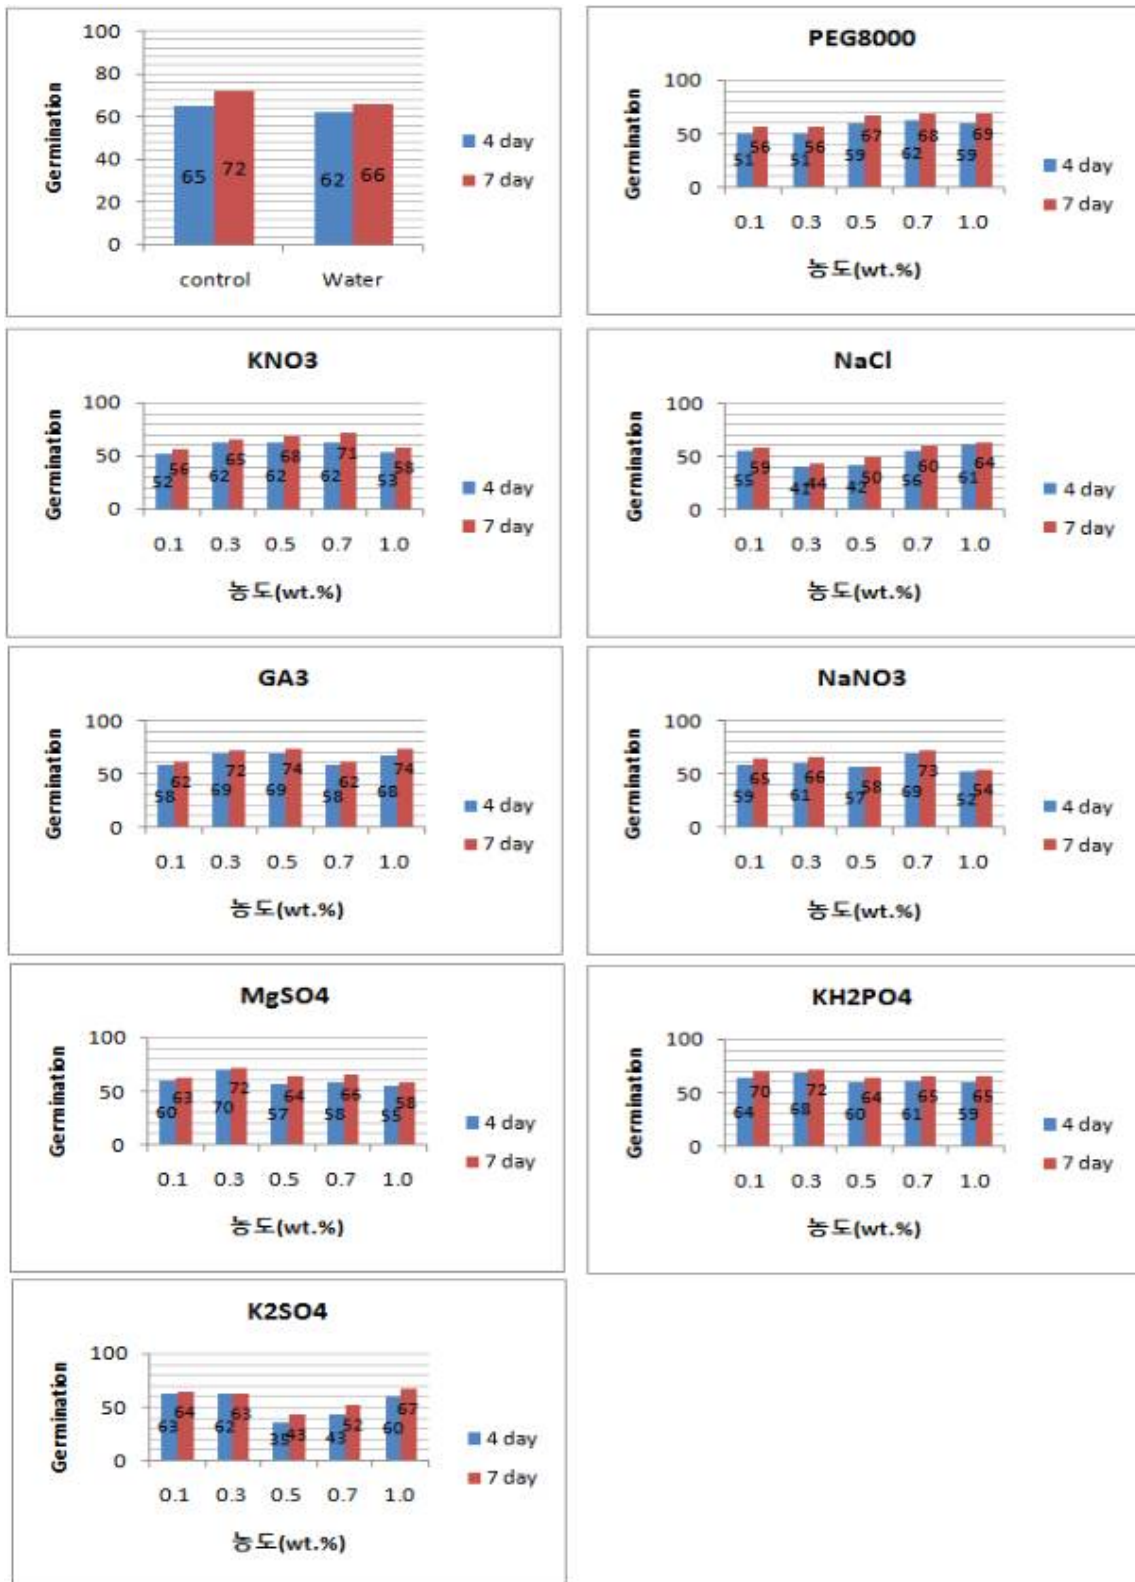 100
80
60
40
20
0
Germination
65 72 62 66
control Water
4 day
7 day
PEG8000
100
50
0
Germination
51 56 51 56 59 67 62 68 59 69
0.1 0.3 0.5 0.7 1.0
농도(wt.%)
4 day
7 day
KNO3
100
50
0
Germination
52 56 62 65 62 68 62 71 53 58
0.1 0.3 0.5 0.7 1.0
농도(wt.%)
4 day
7 day
NaCl
100
50
0
Germination
55 59 41 44 42 50 56 60 61 64
0.1 0.3 0.5 0.7 1.0
농도(wt.%)
4 day
7 day
GA3
100
50
0
Germination
58 62 69 72 69 74 58 62 68 74
0.1 0.3 0.5 0.7 1.0
농도(wt.%)
4 day
7 day
NaNO3
100
50
0
Germination
59 65 61 66 57 58 69 73 52 54
0.1 0.3 0.5 0.7 1.0
농도(wt.%)
4 day
7 day
MgSO4
100
50
0
Germination
60 63 70 72 57 64 58 66 55 58
0.1 0.3 0.5 0.7 1.0
농도(wt.%)
4 day
7 day
KH2PO4
100
50
0
Germination
64 70 68 72 60 64 61 65 59 65
0.1 0.3 0.5 0.7 1.0
농도(wt.%)
4 day
7 day
K2SO4
100
50
0
Germination
63 64 62 63 35 43 43 52 60 67
0.1 0.3 0.5 0.7 1.0
농도(wt.%)
4 day
7 day